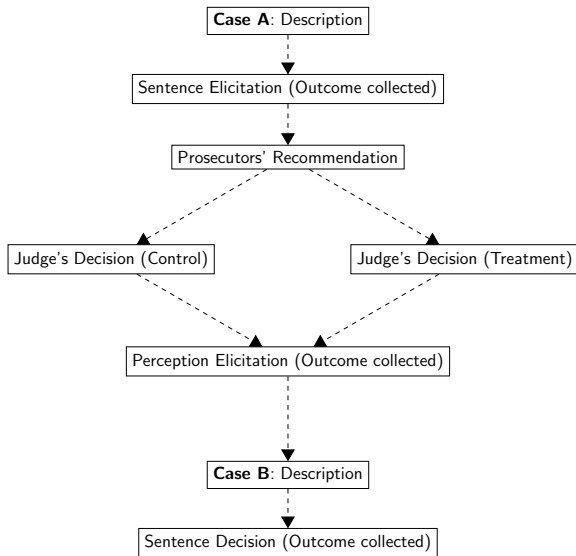 Case A: Description
Sentence Elicitation (Outcome collected)
Prosecutors' Recommendation
Judge's Decision (Control)
Judge's Decision (Treatment)
Perception Elicitation (Outcome collected)
Case B: Description
Sentence Decision (Outcome collected)